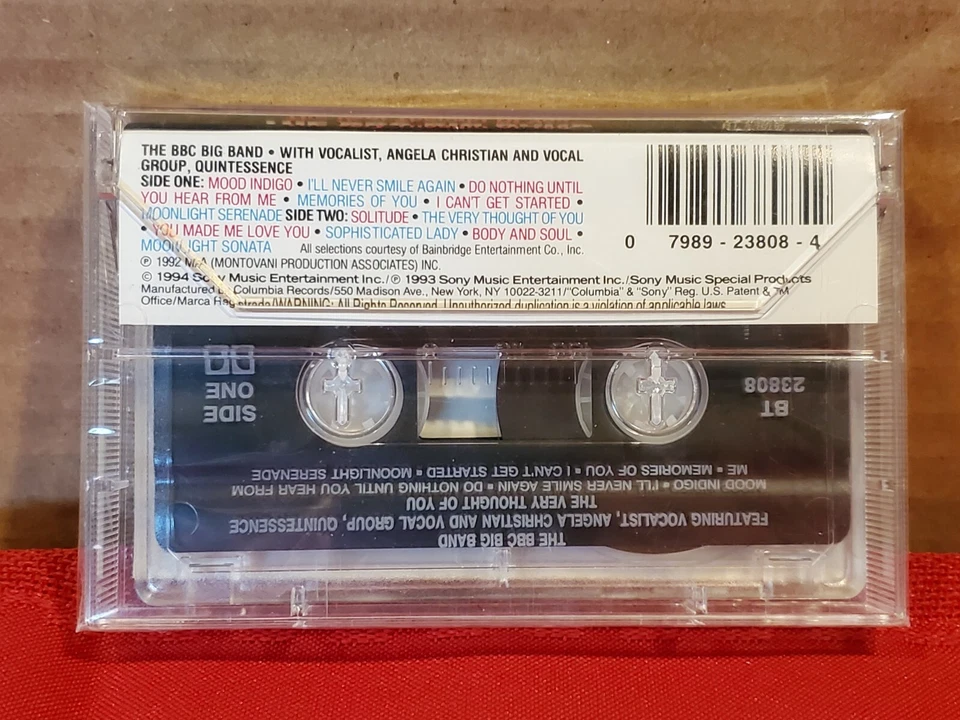 THE BBC BIG BAND • WITH VOCALIST, ANGELA CHRISTIAN AND VOCAL
GROUP, QUINTESSENCE
SIDE ONE: MOOD INDIGO • I'LL NEVER SMILE AGAIN • DO NOTHING UNTIL
YOU HEAR FROM ME • MEMORIES OF YOU • I CAN'T GET STARTED •
MOONLIGHT SERENADE SIDE TWO: SOLITUDE • THE VERY THOUGHT OF YOU
• YOU MADE ME LOVE YOU • SOPHISTICATED LADY • BODY AND SOUL •
MOONLIGHT SONATA All selections courtesy of Bainbridge Entertainment Co., Inc.
℗ 1992 MPA (MONTOVANI PRODUCTION ASSOCIATES) INC.
© 1994 Sony Music Entertainment Inc./℗ 1993 Sony Music Entertainment Inc./Sony Music Special Products
Manufactured by Columbia Records/550 Madison Ave., New York, NY 10022-3211/"Columbia" & "Sony" Reg. U.S. Patent & TM
Office/Marca Registrada/WARNING: All Rights Reserved. Unauthorized duplication is a violation of applicable laws.
0 7989 - 23808 - 4
THE BBC BIG BAND
FEATURING VOCALIST, ANGELA CHRISTIAN AND VOCAL GROUP, QUINTESSENCE
THE VERY THOUGHT OF YOU
MOOD INDIGO • I'LL NEVER SMILE AGAIN • DO NOTHING UNTIL YOU HEAR FROM
ME • MEMORIES OF YOU • I CAN'T GET STARTED • MOONLIGHT SERENADE
BT
23808
SIDE
ONE